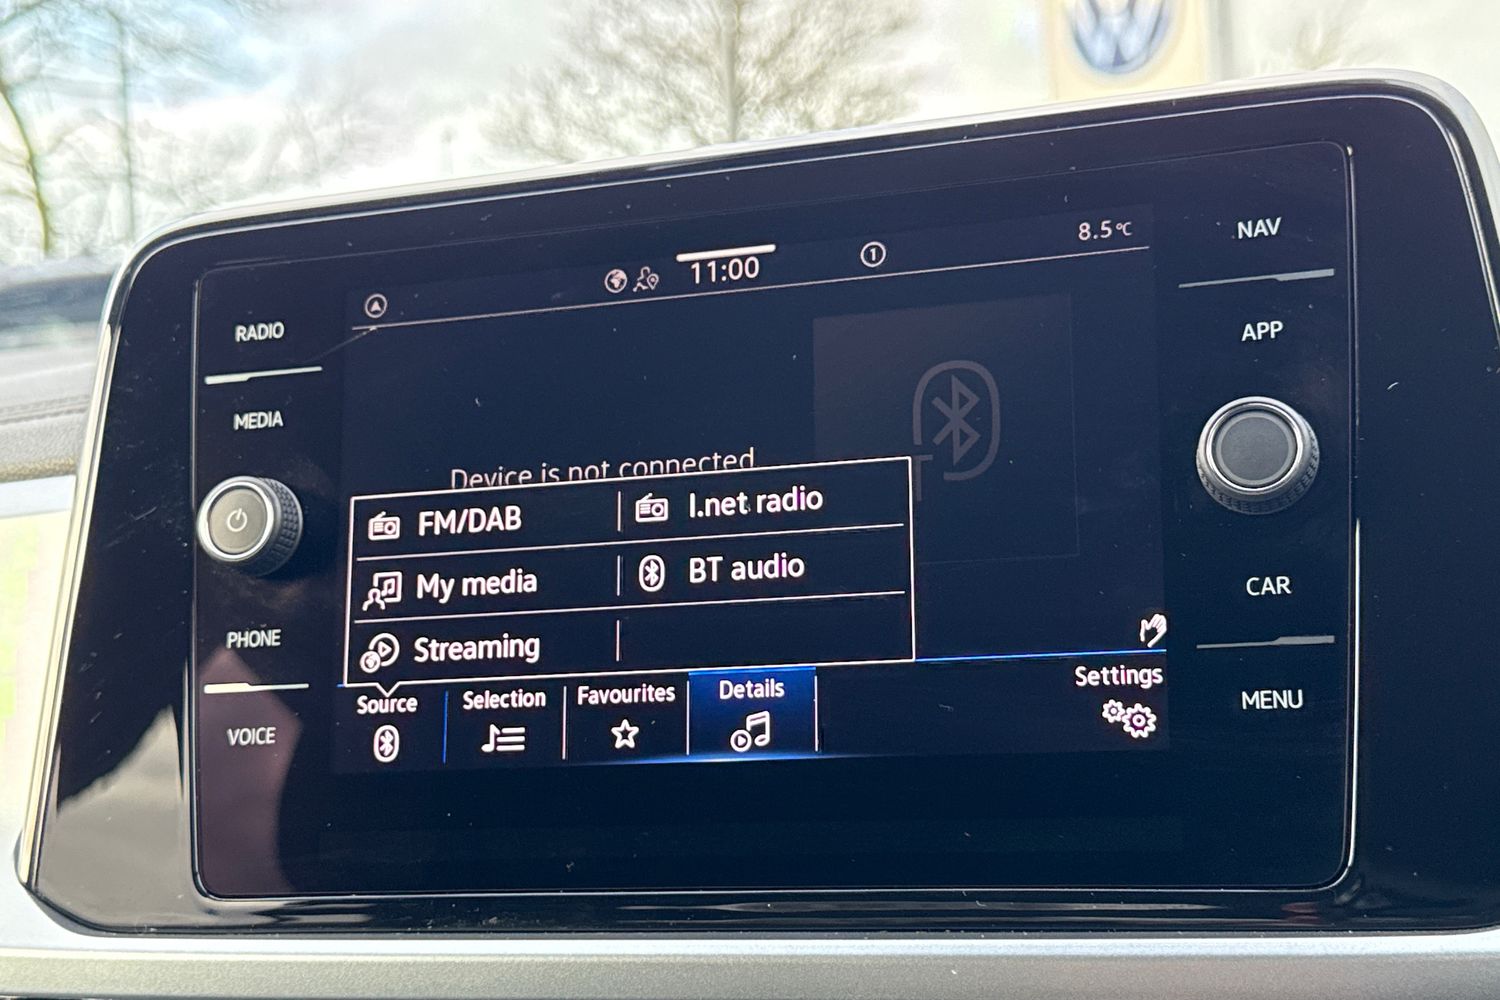 NAV
8.5°C
11:00
1
RADIO
APP
MEDIA
Device is not connected
FM/DAB
I.net radio
My media
BT audio
Streaming
PHONE
CAR
Source
Selection
Favourites
Details
Settings
VOICE
MENU